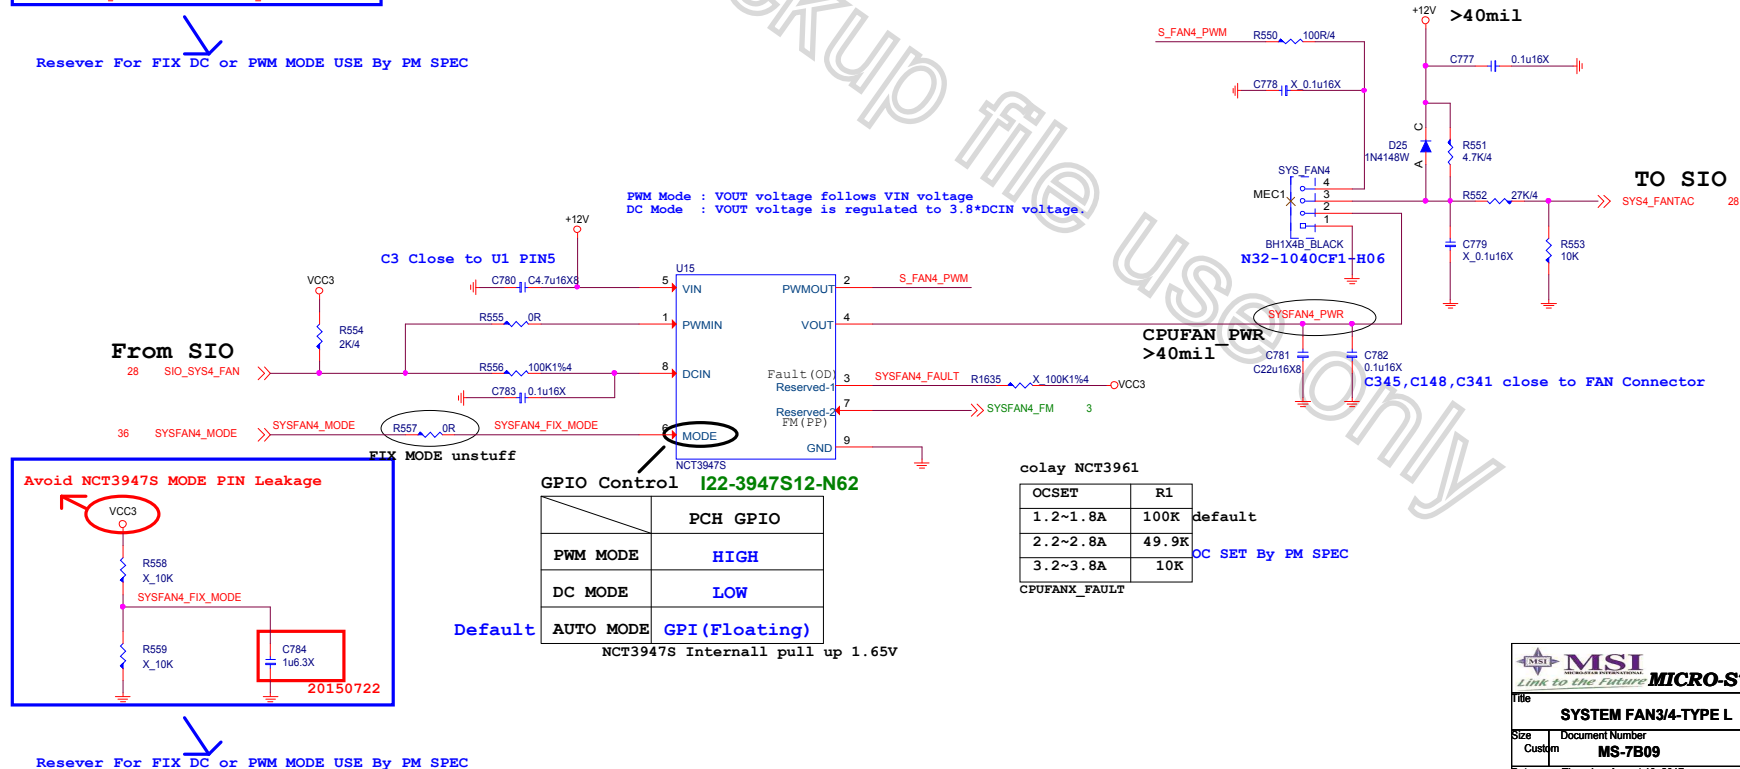 Resever For FIX DC or PWM MODE USE By PM SPEC
ckup file use only
+12V
>40mil
S_FAN4_PWM
R550
100R/4
C777
0.1u16X
C778
X_0.1u16X
D25
1N4148W
C
A
R551
4.7K/4
SYS_FAN4
MEC1
4
3
2
1
BH1X4B_BLACK
N32-1040CF1-H06
R552
27K/4
TO SIO
SYS4_FANTAC
28
C779
X_0.1u16X
R553
10K
PWM Mode : VOUT voltage follows VIN voltage
DC Mode : VOUT voltage is regulated to 3.8*DCIN voltage.
+12V
C3 Close to U1 PIN5
VCC3
C780
C4.7u16X8
U15
5
VIN
PWMOUT
2
S_FAN4_PWM
R554
2K/4
R555
0R
1
PWMIN
VOUT
4
SYSFAN4_PWR
CPUFAN_PWR
>40mil
From SIO
28
SIO_SYS4_FAN
R556
100K1%4
8
DCIN
Fault(OD)
Reserved-1
3
SYSFAN4_FAULT
R1635
X_100K1%4
VCC3
C781
C22u16X8
C782
0.1u16X
C345,C148,C341 close to FAN Connector
C783
0.1u16X
Reserved-2
FM(PP)
7
SYSFAN4_FM
3
36
SYSFAN4_MODE
SYSFAN4_MODE
R557
0R
SYSFAN4_FIX_MODE
6
MODE
GND
9
FIX MODE unstuff
NCT3947S
Avoid NCT3947S MODE PIN Leakage
VCC3
R558
X_10K
SYSFAN4_FIX_MODE
R559
X_10K
C784
1u6.3X
20150722
Resever For FIX DC or PWM MODE USE By PM SPEC
GPIO Control
I22-3947S12-N62
PCH GPIO
PWM MODE
HIGH
DC MODE
LOW
Default
AUTO MODE
GPI(Floating)
NCT3947S Internall pull up 1.65V
colay NCT3961
OCSET
R1
1.2~1.8A
100K
default
2.2~2.8A
49.9K
OC SET By PM SPEC
3.2~3.8A
10K
CPUFANX_FAULT
MSI
MSI
Link to the Future
MICRO-S
Title
SYSTEM FAN3/4-TYPE L
Size
Custom
Document Number
MS-7B09